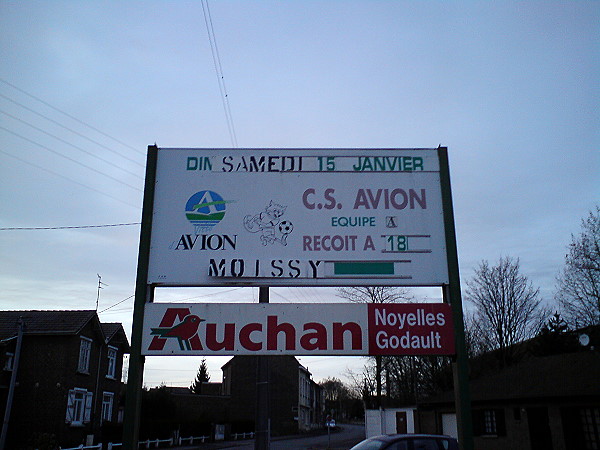 DIM SAMEDI 15 JANVIER
C.S. AVION
EQUIPE A
AVION
RECOIT A 18
MOISSY
Auchan
Noyelles
Godault